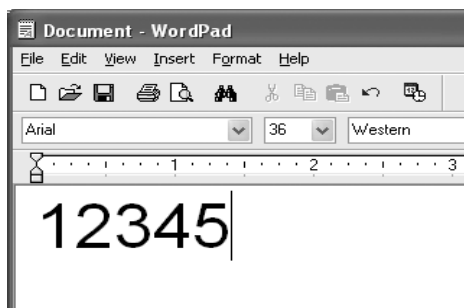 Document - WordPad
File Edit View Insert Format Help
Arial 36 Western
1 2 3
12345